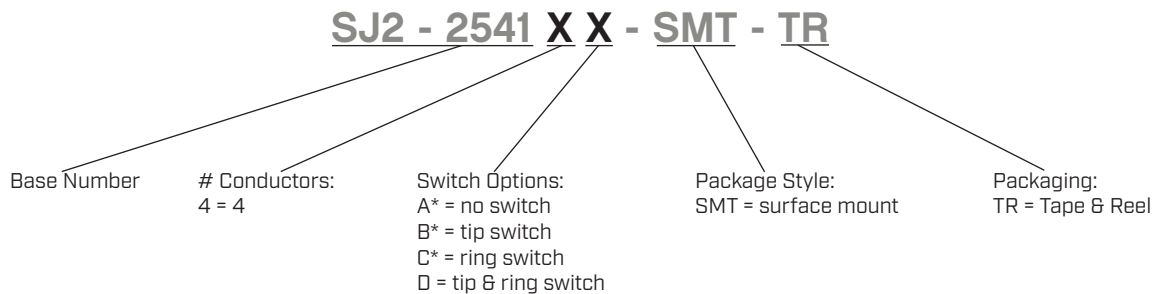 SJ2 - 2541 X X - SMT - TR
Base Number
# Conductors:
4 = 4
Switch Options:
A* = no switch
B* = tip switch
C* = ring switch
D = tip & ring switch
Package Style:
SMT = surface mount
Packaging:
TR = Tape & Reel